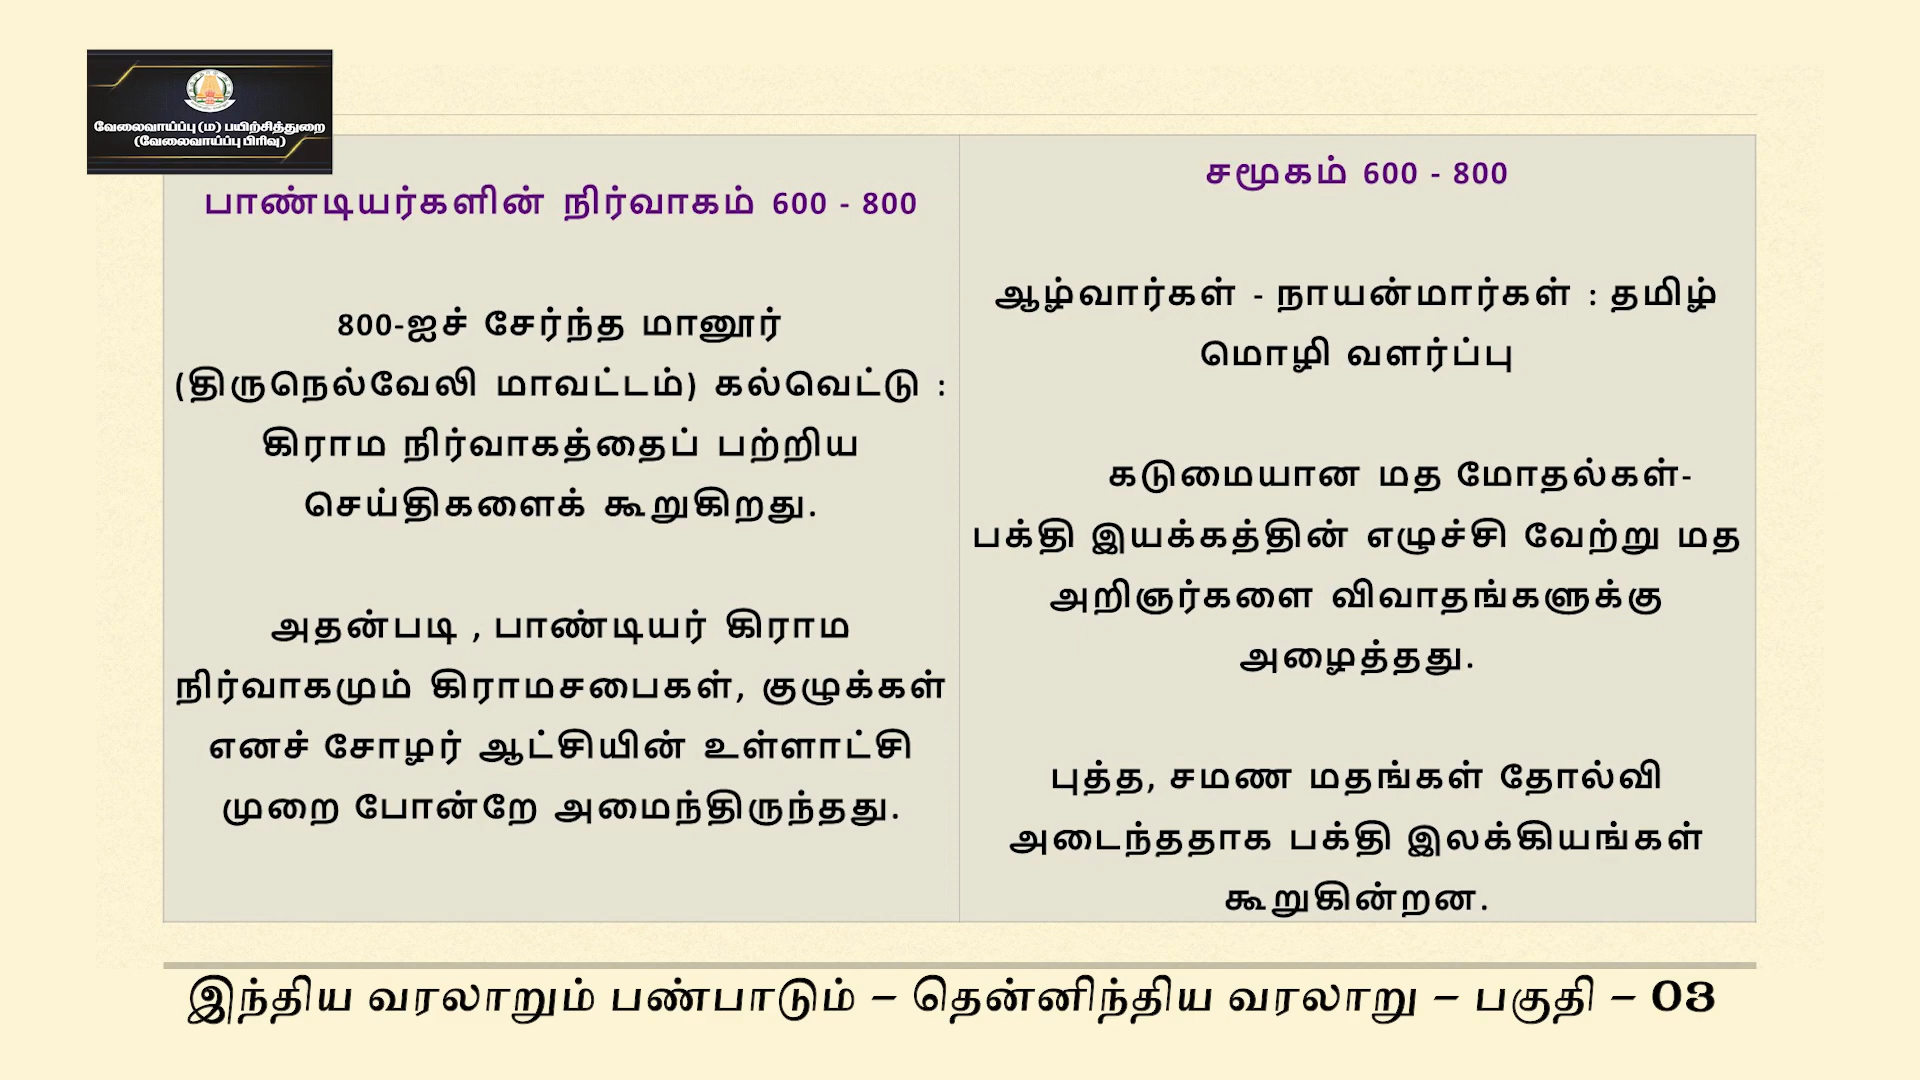 வேலைவாய்ப்பு (ம) பயிற்சித்துறை
(வேலைவாய்ப்பு பிரிவு)
பாண்டியர்களின் நிர்வாகம் 600 - 800
800-ஐச் சேர்ந்த மானூர்
(திருநெல்வேலி மாவட்டம்) கல்வெட்டு :
கிராம நிர்வாகத்தைப் பற்றிய
செய்திகளைக் கூறுகிறது.
அதன்படி , பாண்டியர் கிராம
நிர்வாகமும் கிராமசபைகள், குழுக்கள்
எனச் சோழர் ஆட்சியின் உள்ளாட்சி
முறை போன்றே அமைந்திருந்தது.
சமூகம் 600 - 800
ஆழ்வார்கள் - நாயன்மார்கள் : தமிழ்
மொழி வளர்ப்பு
கடுமையான மத மோதல்கள்-
பக்தி இயக்கத்தின் எழுச்சி வேற்று மத
அறிஞர்களை விவாதங்களுக்கு
அழைத்தது.
புத்த, சமண மதங்கள் தோல்வி
அடைந்ததாக பக்தி இலக்கியங்கள்
கூறுகின்றன.
இந்திய வரலாறும் பண்பாடும் – தென்னிந்திய வரலாறு – பகுதி – 03